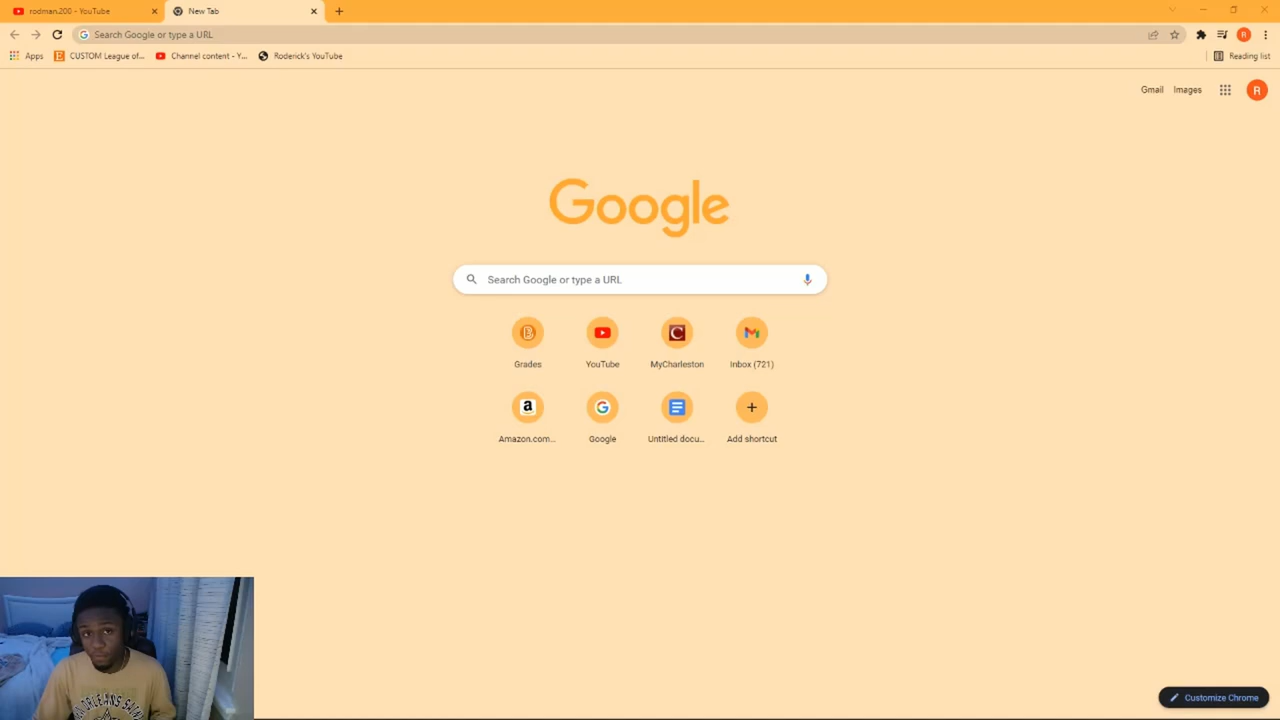 rodman.200 - YouTube
New Tab
Search Google or type a URL
Apps
CUSTOM League of...
Channel content - Y...
Roderick's YouTube
Reading list
R
Gmail
Images
R
Google
Search Google or type a URL
Grades
YouTube
MyCharleston
Inbox (721)
Amazon.com...
Google
Untitled docu...
Add shortcut
Customize Chrome